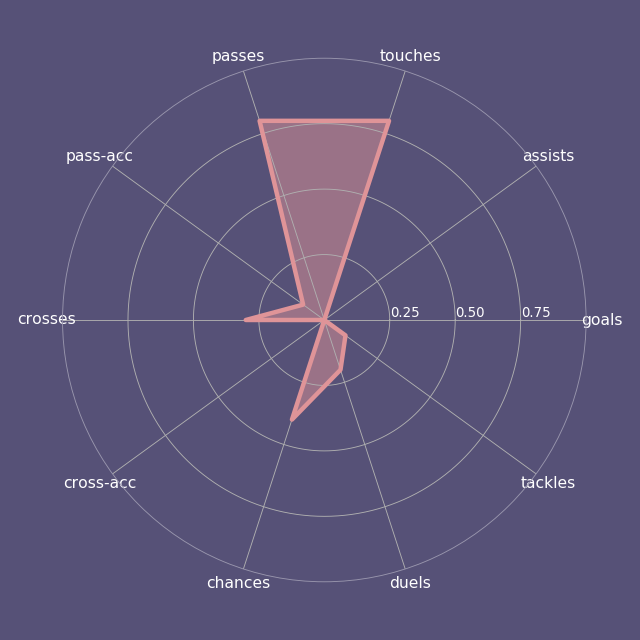 passes
touches
pass-acc
assists
crosses
0.25
0.50
0.75
goals
cross-acc
tackles
chances
duels